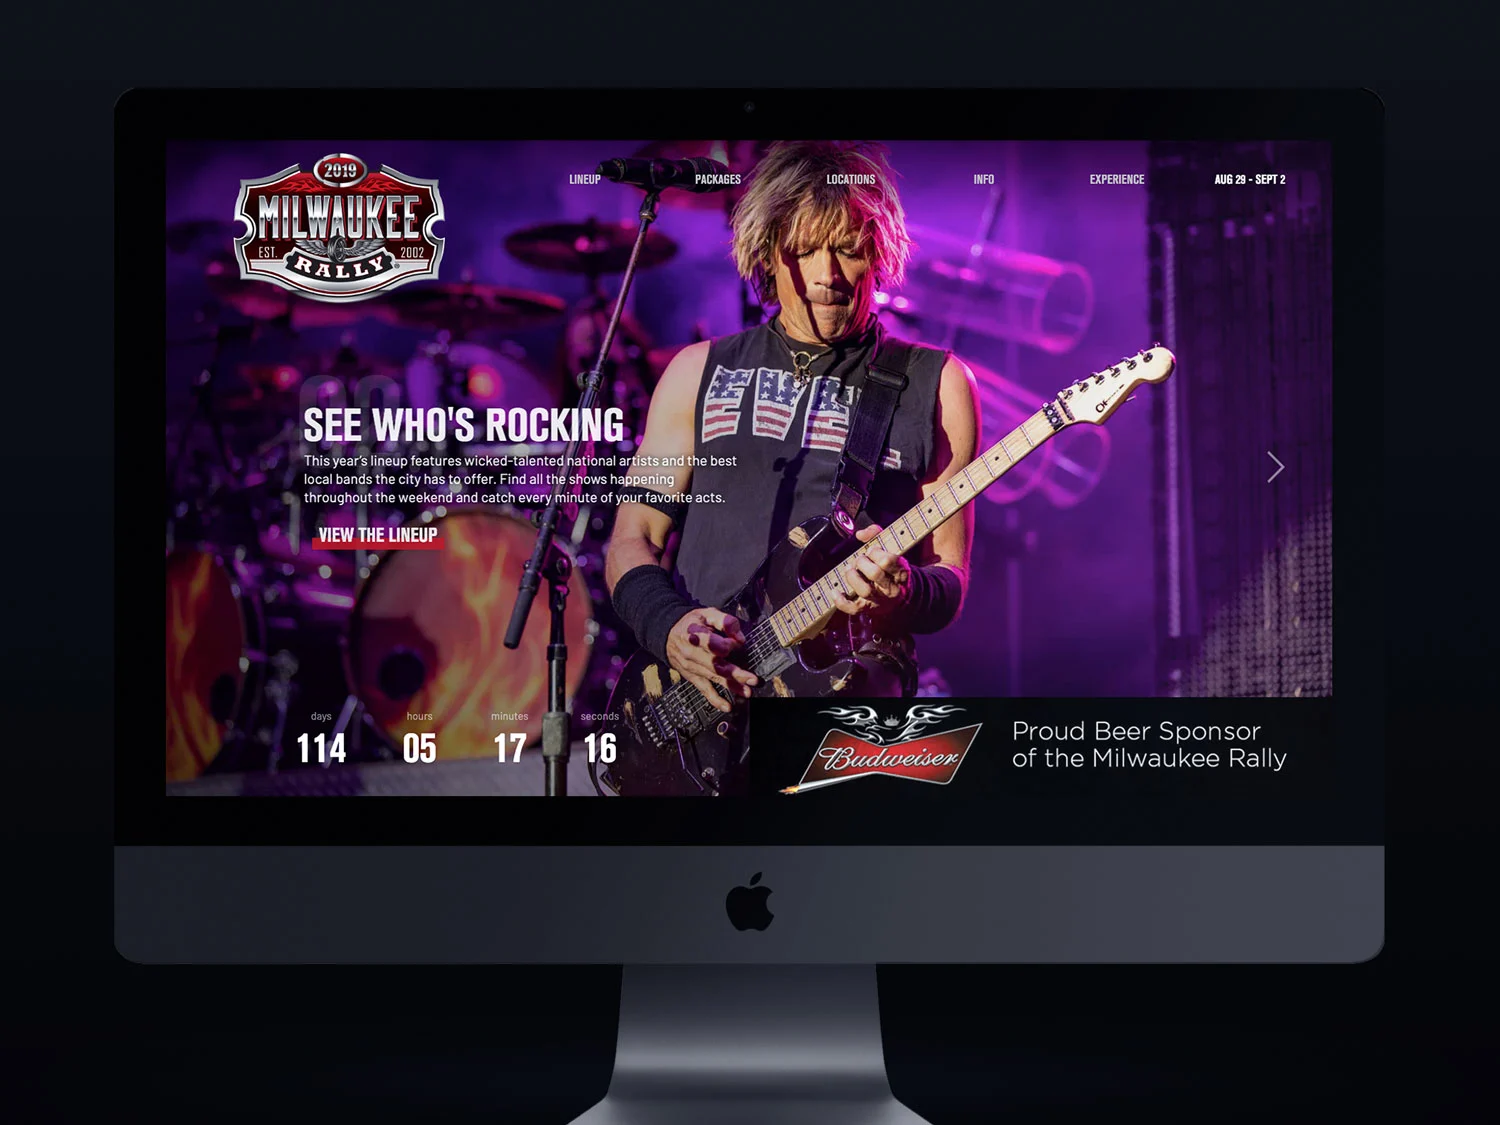 2019
MILWAUKEE
EST. 2002
RALLY
LINEUP PACKAGES LOCATIONS INFO EXPERIENCE AUG 29 - SEPT 2
EVE
SEE WHO'S ROCKING
This year's lineup features wicked-talented national artists and the best
local bands the city has to offer. Find all the shows happening
throughout the weekend and catch every minute of your favorite acts.
VIEW THE LINEUP
days hours minutes seconds
114 05 17 16
Budweiser
Proud Beer Sponsor
of the Milwaukee Rally